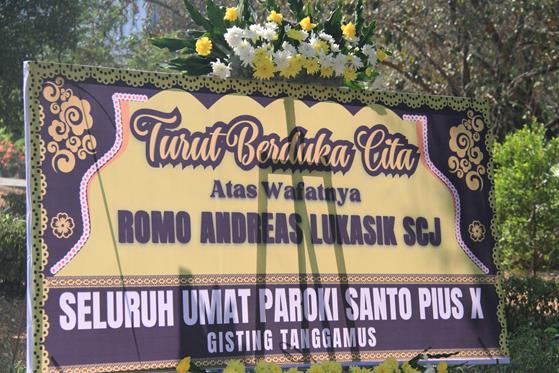 Turut Berduka Cita
Atas Wafatnya
ROMO ANDREAS LUKASIK SCJ
SELURUH UMAT PAROKI SANTO PIUS X
GISTING TANGGAMUS